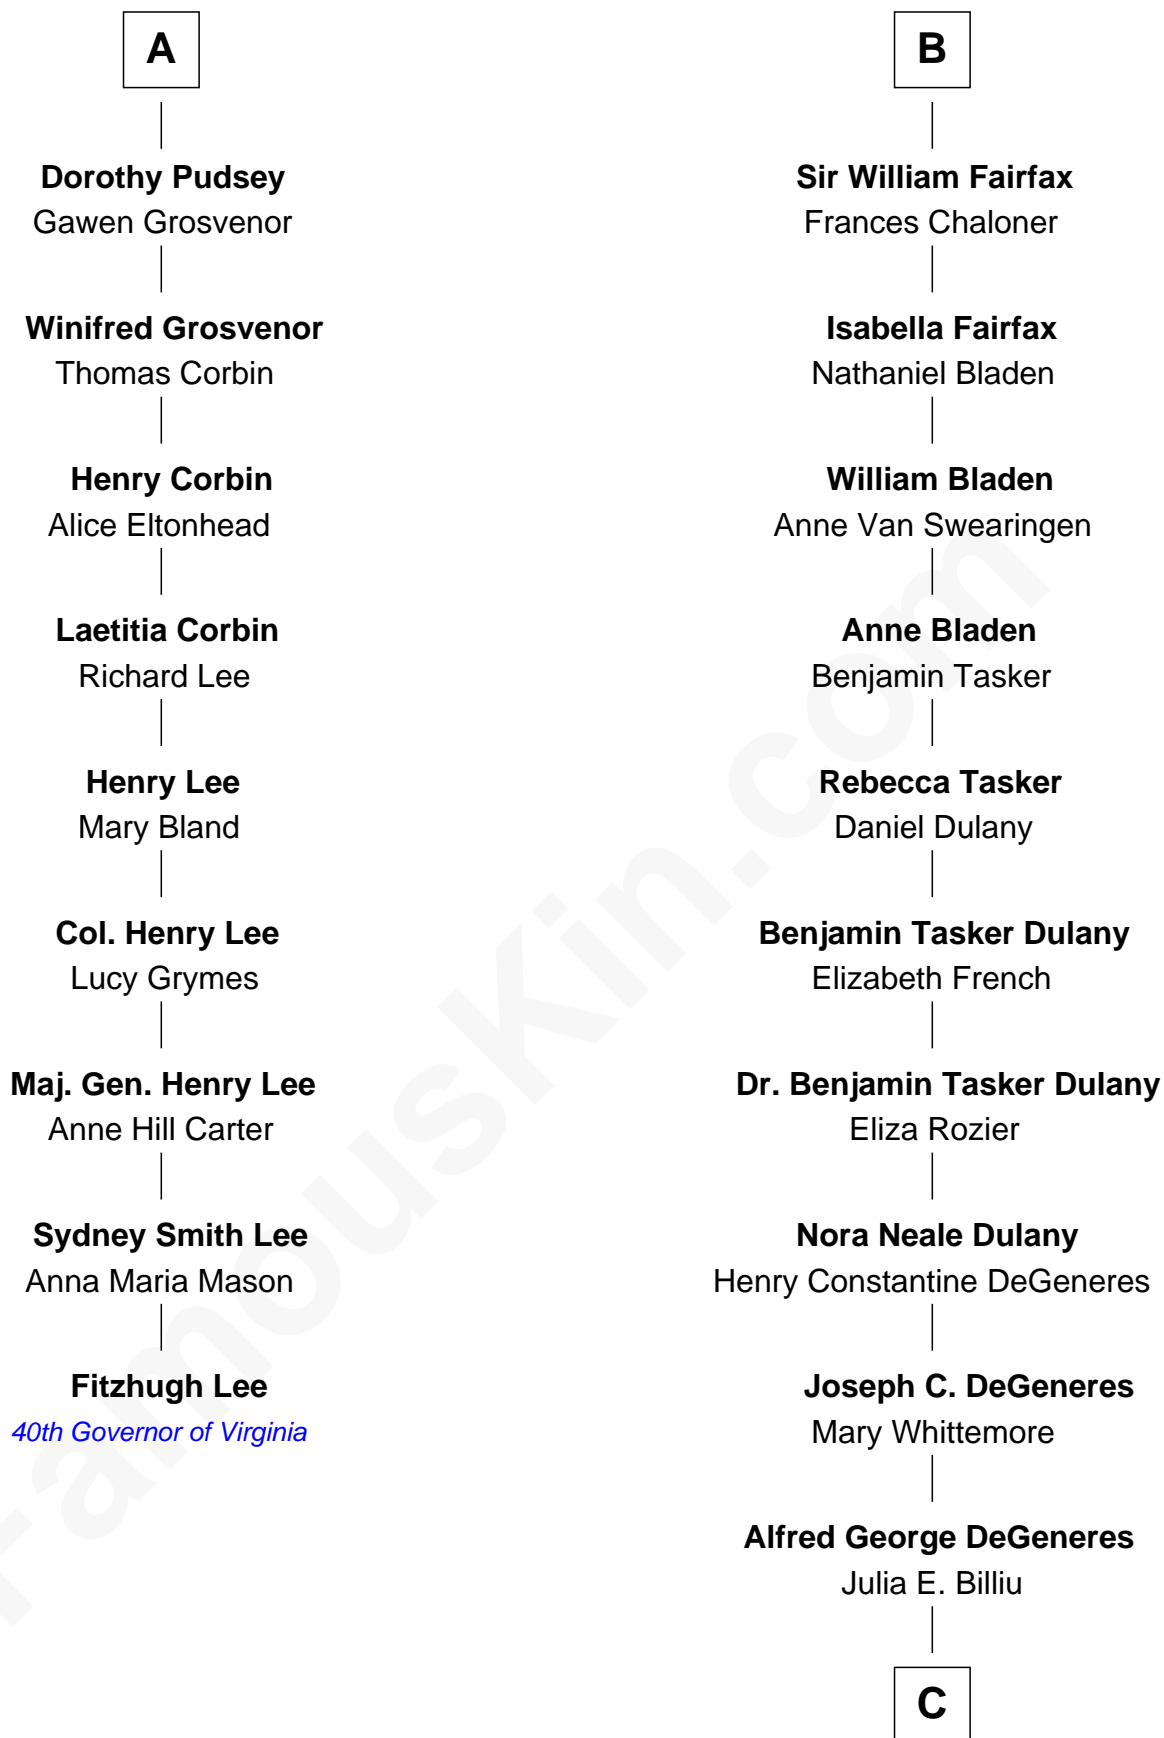 A
Dorothy Pudsey
Gawen Grosvenor
Winifred Grosvenor
Thomas Corbin
Henry Corbin
Alice Eltonhead
Laetitia Corbin
Richard Lee
Henry Lee
Mary Bland
Col. Henry Lee
Lucy Grymes
Maj. Gen. Henry Lee
Anne Hill Carter
Sydney Smith Lee
Anna Maria Mason
Fitzhugh Lee
40th Governor of Virginia
B
Sir William Fairfax
Frances Chaloner
Isabella Fairfax
Nathaniel Bladen
William Bladen
Anne Van Swearingen
Anne Bladen
Benjamin Tasker
Rebecca Tasker
Daniel Dulany
Benjamin Tasker Dulany
Elizabeth French
Dr. Benjamin Tasker Dulany
Eliza Rozier
Nora Neale Dulany
Henry Constantine DeGeneres
Joseph C. DeGeneres
Mary Whittemore
Alfred George DeGeneres
Julia E. Billiu
C
FamousKin.com